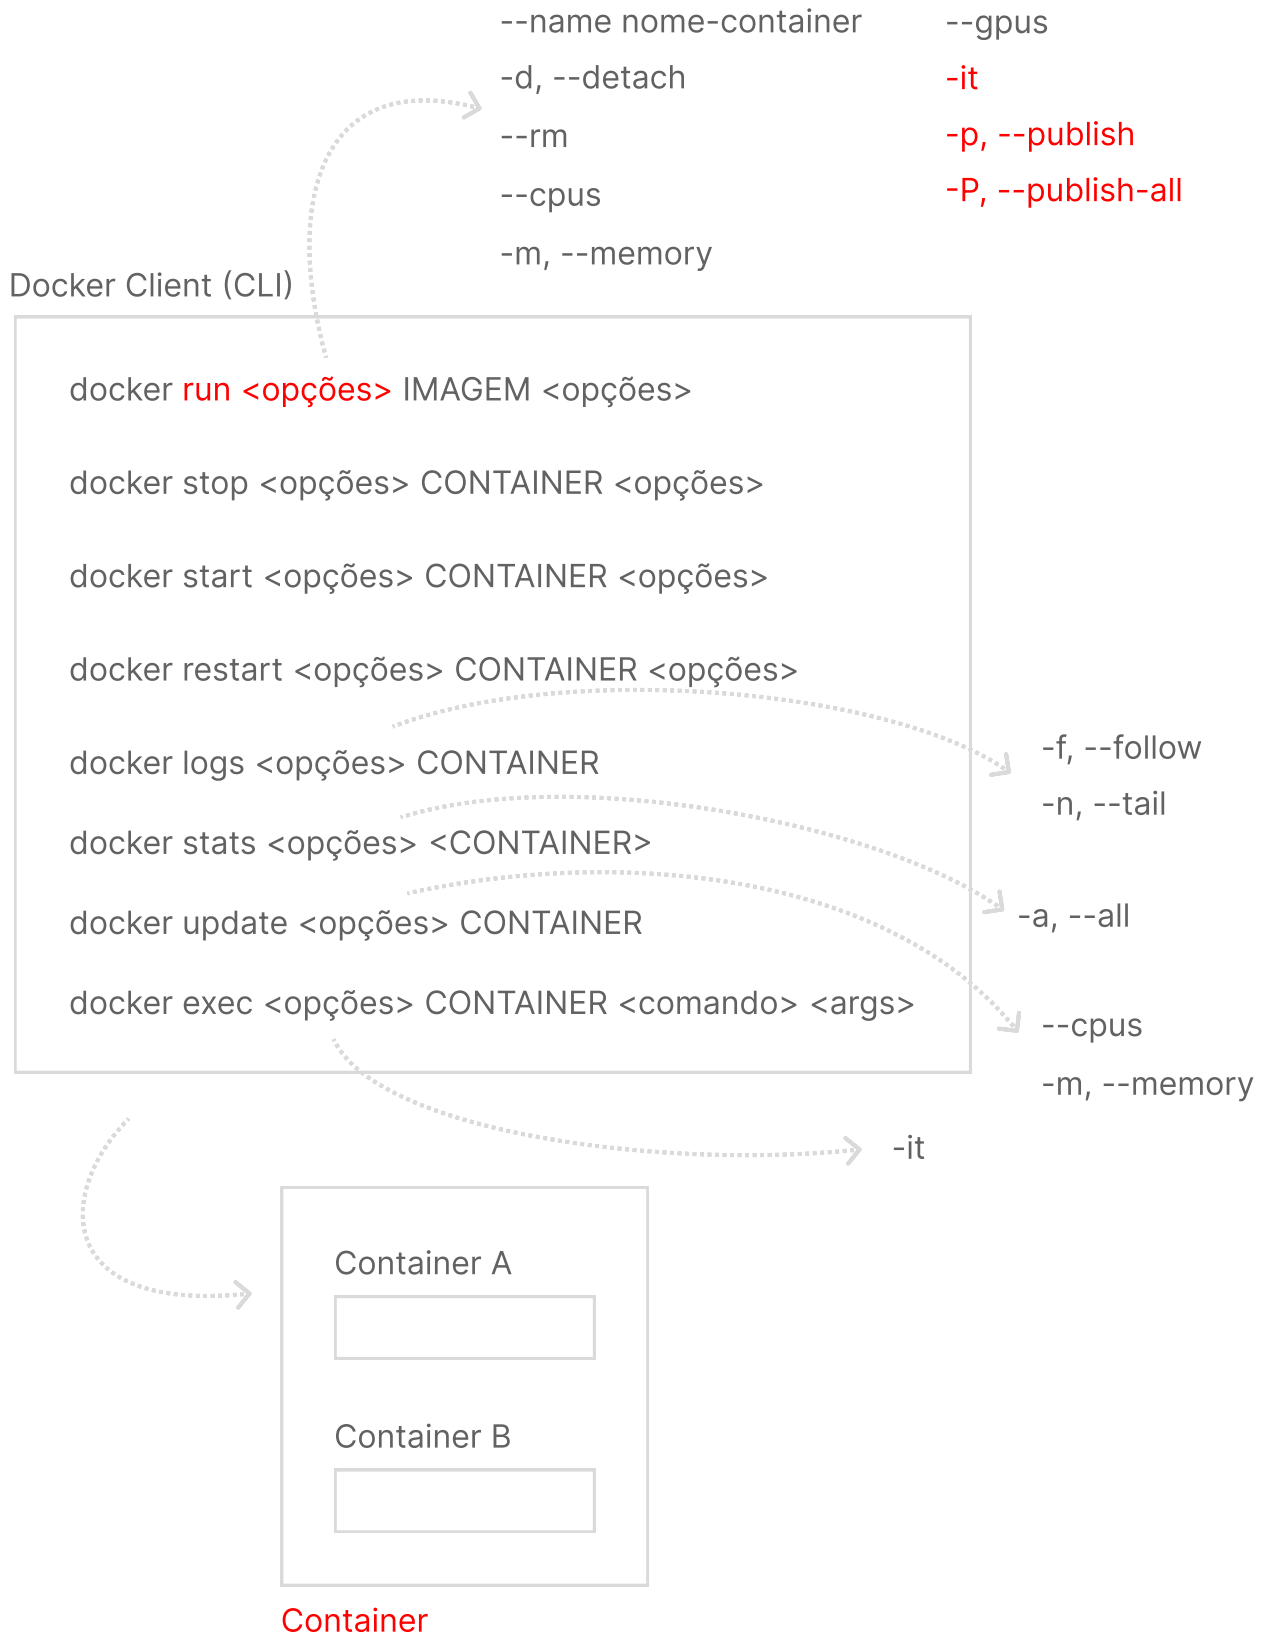 --name nome-container
-d, --detach
--rm
--cpus
-m, --memory
--gpus
-it
-p, --publish
-P, --publish-all
Docker Client (CLI)
docker run <opções> IMAGEM <opções>
docker stop <opções> CONTAINER <opções>
docker start <opções> CONTAINER <opções>
docker restart <opções> CONTAINER <opções>
docker logs <opções> CONTAINER
-f, --follow
-n, --tail
docker stats <opções> <CONTAINER>
-a, --all
docker update <opções> CONTAINER
--cpus
-m, --memory
docker exec <opções> CONTAINER <comando> <args>
-it
Container A
Container B
Container